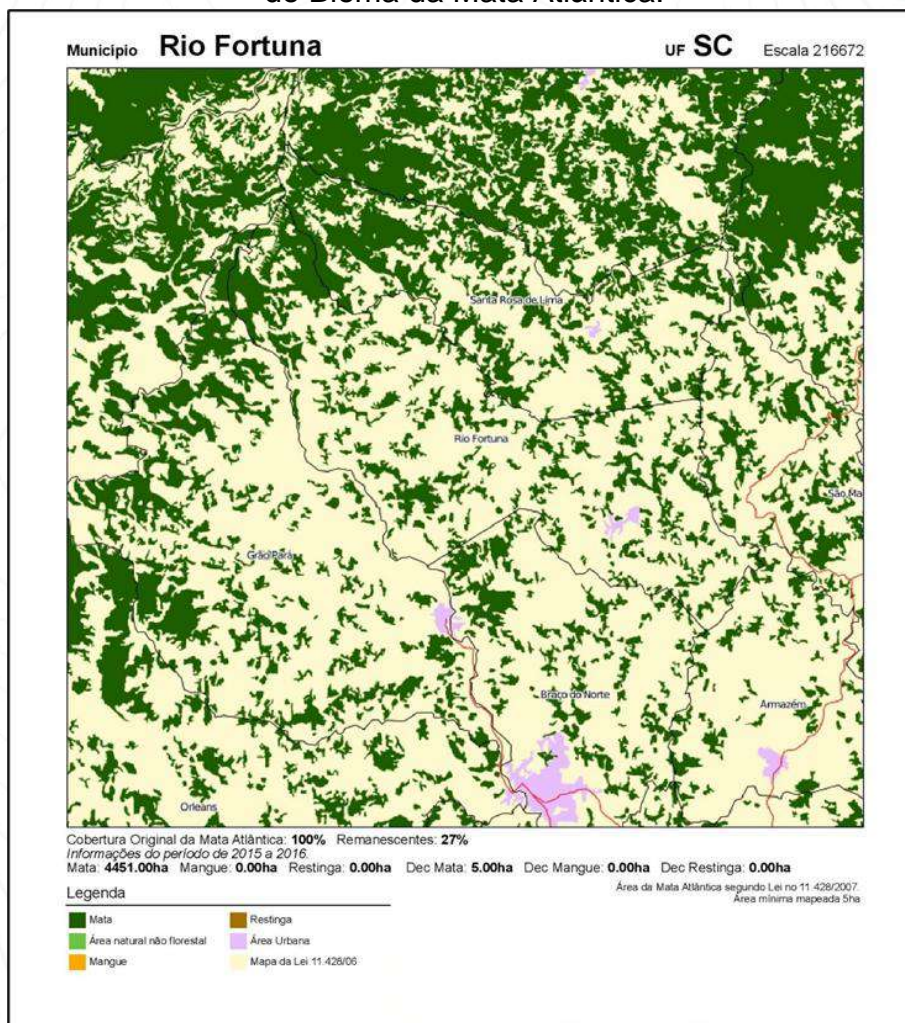 do Bioma da Mata Atlântica.
Município Rio Fortuna UF SC Escala 216672
Santa Rosa de Lima
Rio Fortuna
São Ma
Grão Pará
Braço do Norte
Armazém
Orleans
Cobertura Original da Mata Atlântica: 100% Remanescentes: 27%
Informações do período de 2015 a 2016.
Mata: 4451.00ha Mangue: 0.00ha Restinga: 0.00ha Dec Mata: 5.00ha Dec Mangue: 0.00ha Dec Restinga: 0.00ha
Área da Mata Atlântica segundo Lei no 11.428/2007.
Área mínima mapeada 5ha
Legenda
Mata Restinga
Área natural não florestal Área Urbana
Mangue Mapa da Lei 11.428/06